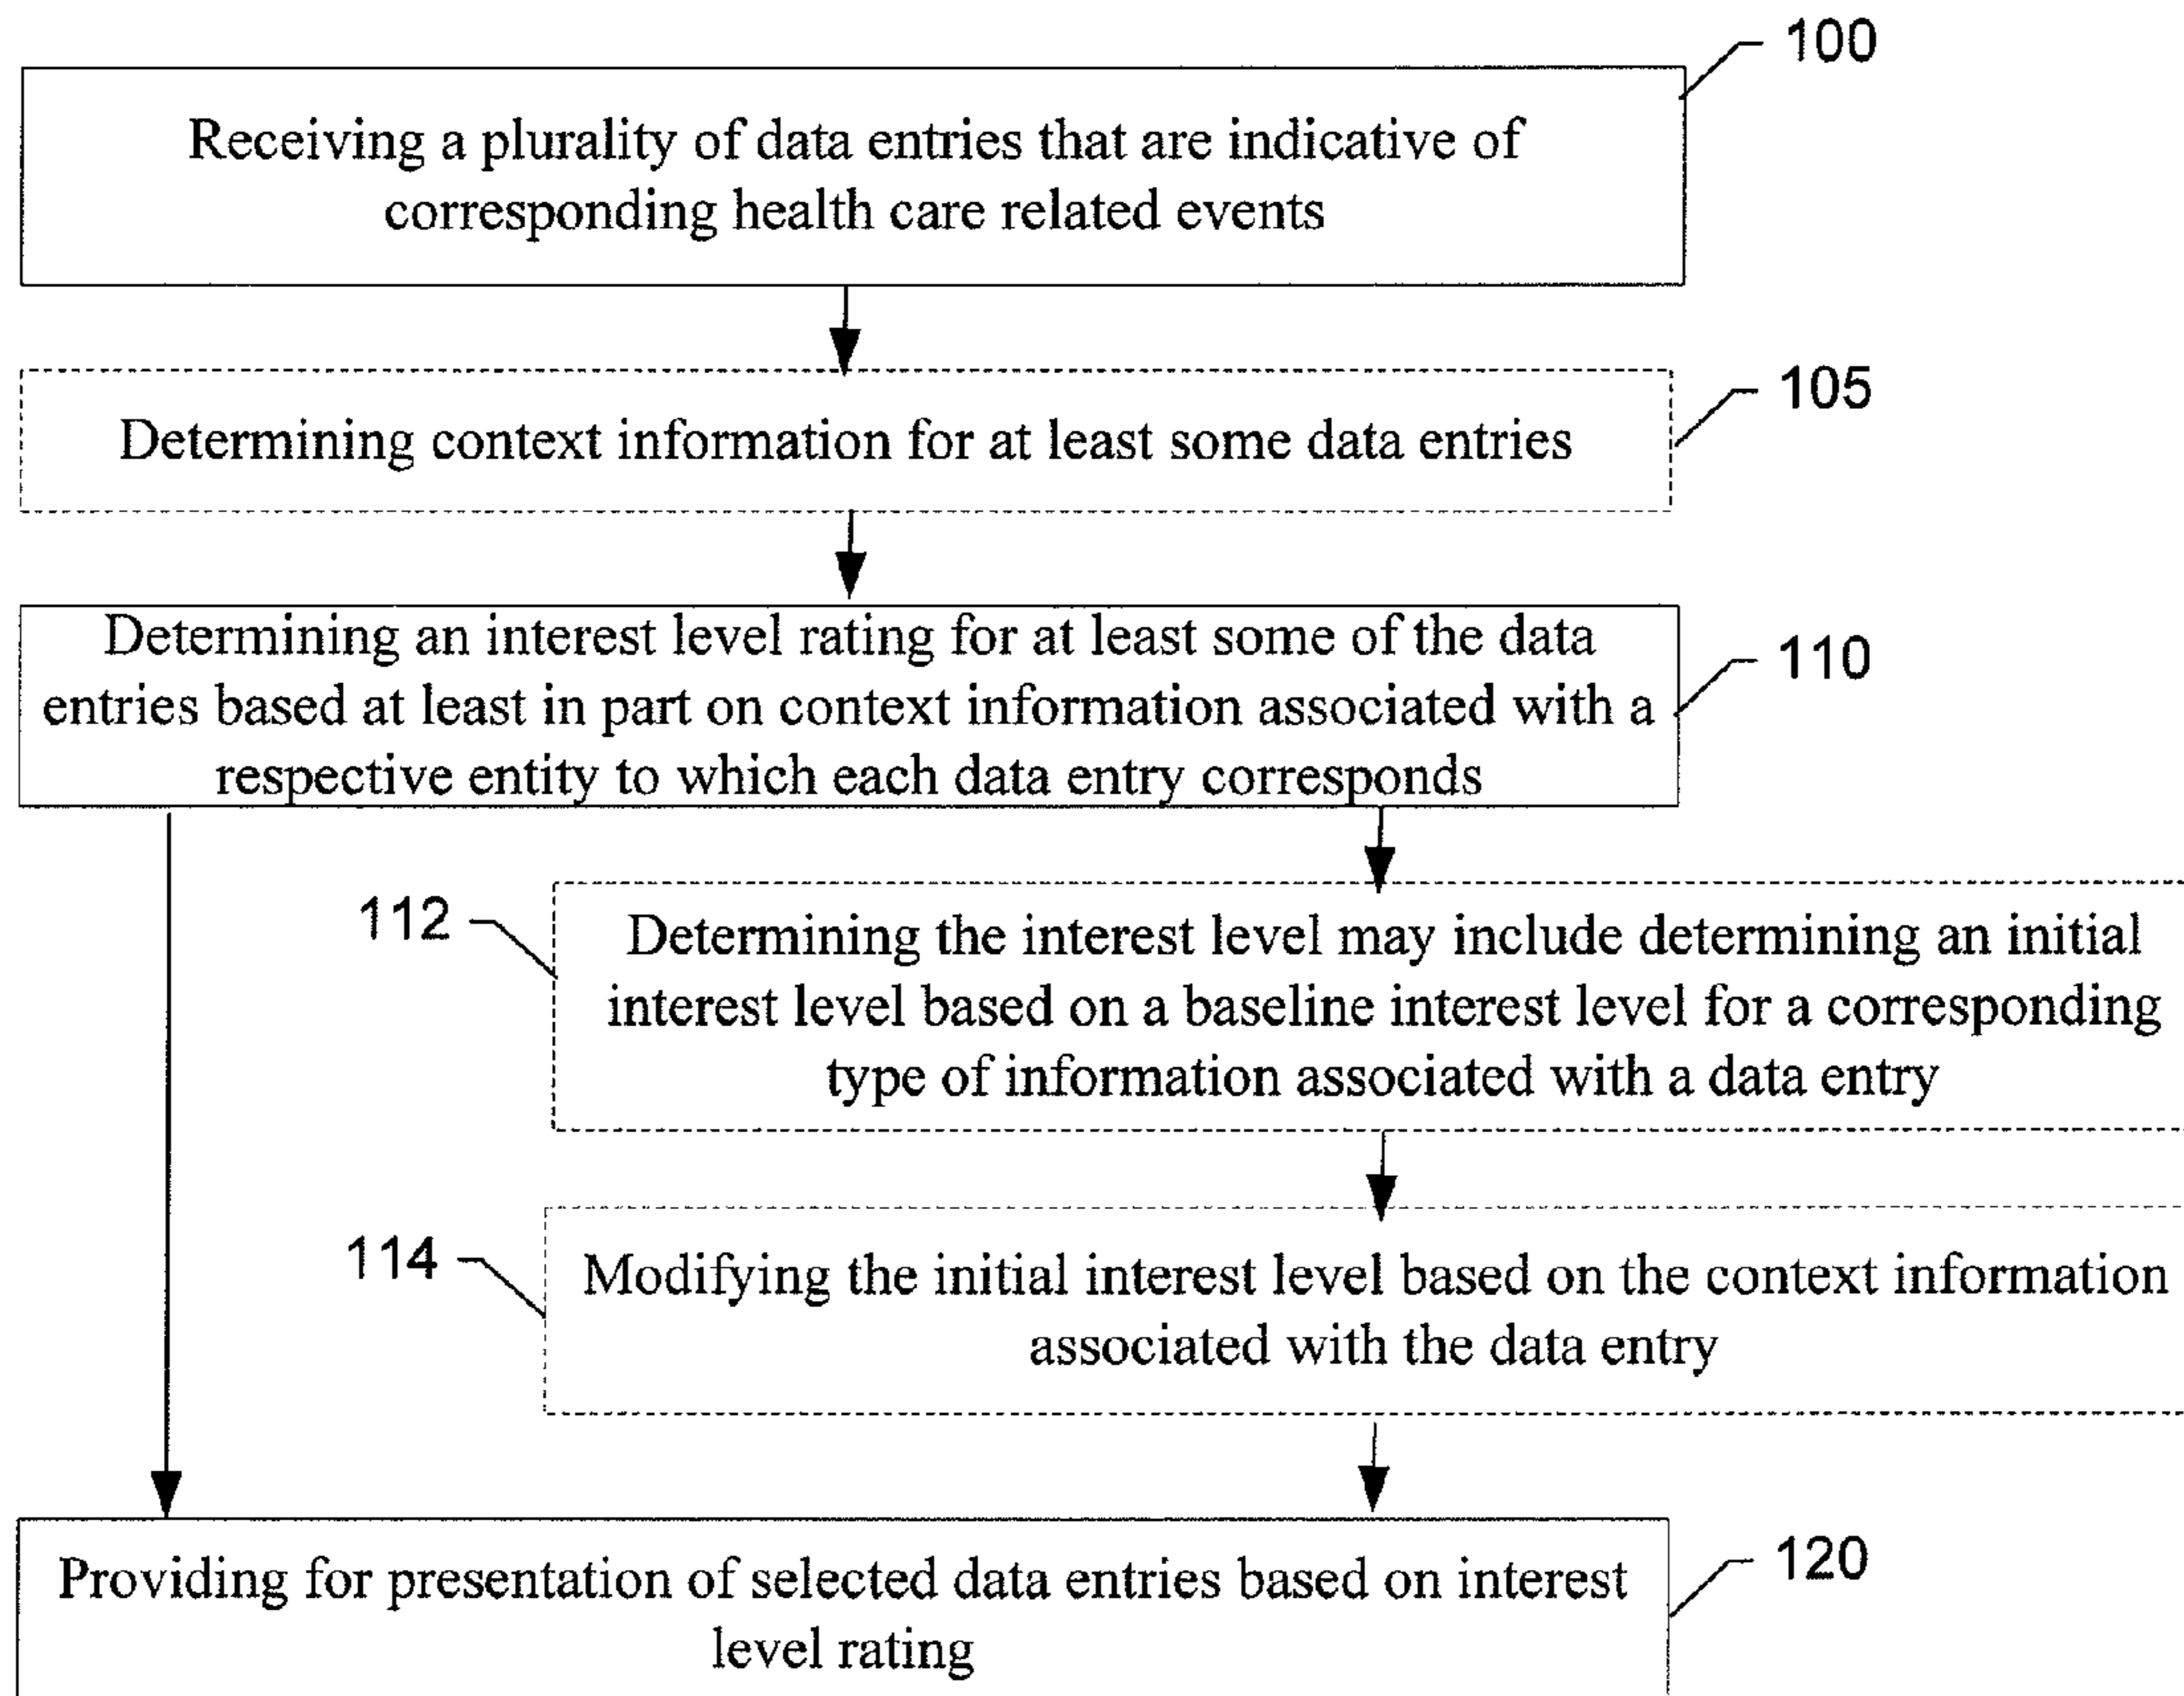 100
Receiving a plurality of data entries that are indicative of
corresponding health care related events
105
Determining context information for at least some data entries
Determining an interest level rating for at least some of the data
110
entries based at least in part on context information associated with a
respective entity to which each data entry corresponds
112
Determining the interest level may include determining an initial
interest level based on a baseline interest level for a corresponding
type of information associated with a data entry
114
Modifying the initial interest level based on the context information
associated with the data entry
120
Providing for presentation of selected data entries based on interest
level rating